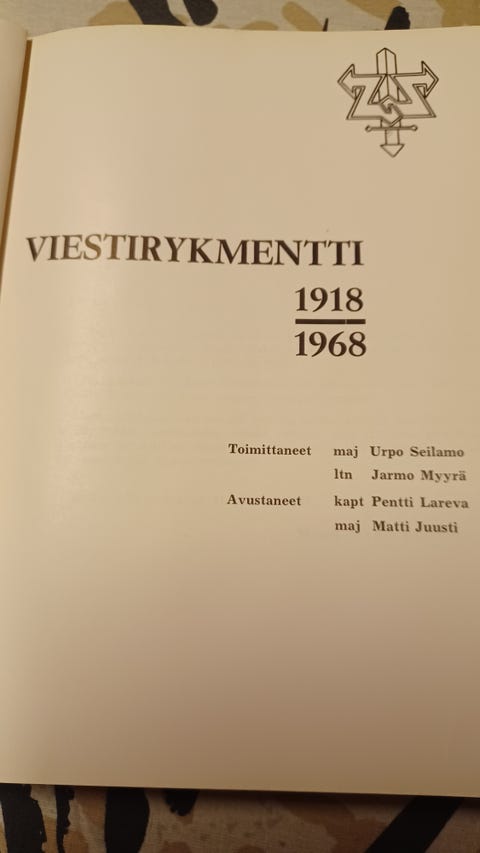 VIESTIRYKMENTTI
1918
1968
Toimittaneet maj Urpo Seilamo
ltn Jarmo Myyrä
Avustaneet kapt Pentti Lareva
maj Matti Juusti